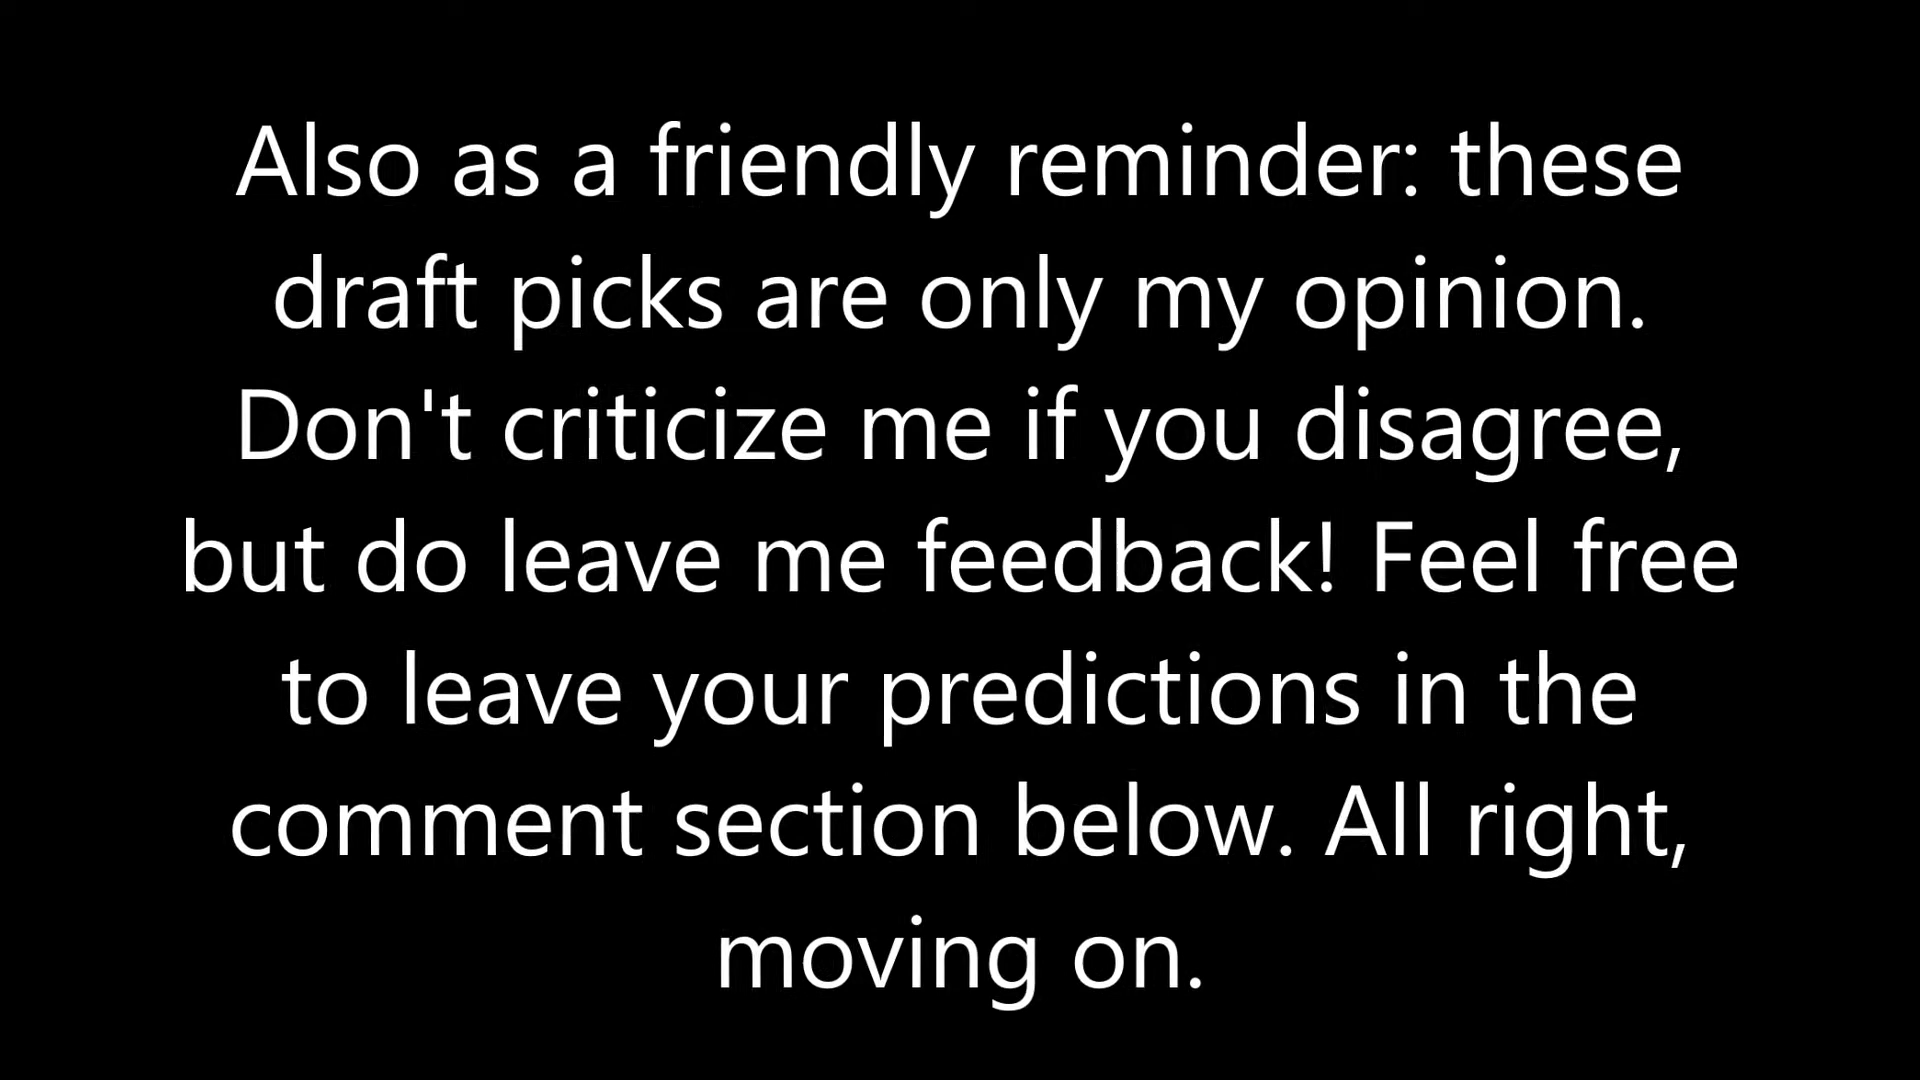 Also as a friendly reminder: these
draft picks are only my opinion.
Don't criticize me if you disagree,
but do leave me feedback! Feel free
to leave your predictions in the
comment section below. All right,
moving on.